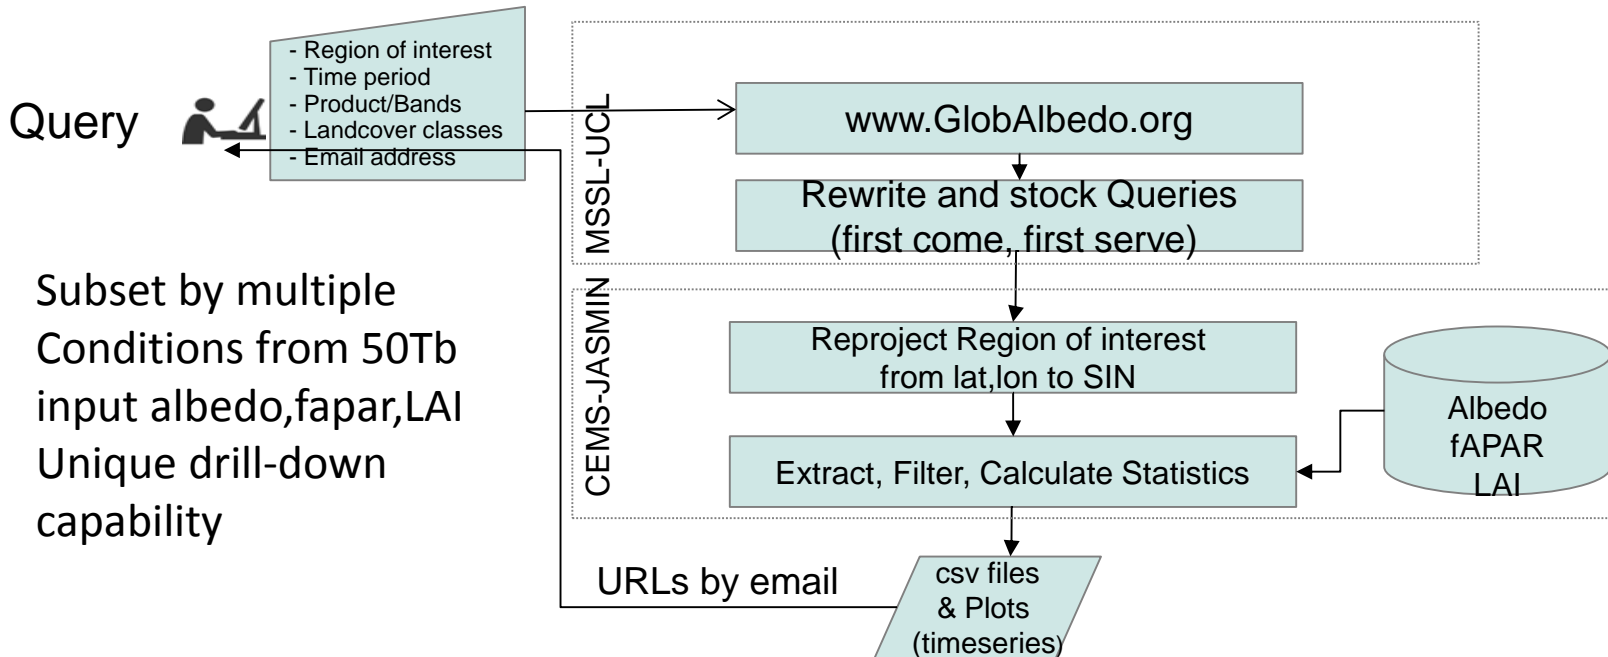 Query
- Region of interest
- Time period
- Product/Bands
- Landcover classes
- Email address
MSSL-UCL
www.GlobAlbedo.org
Rewrite and stock Queries
(first come, first serve)
Subset by multiple
Conditions from 50Tb
input albedo,fapar,LAI
Unique drill-down
capability
CEMS-JASMIN
Reproject Region of interest
from lat,lon to SIN
Extract, Filter, Calculate Statistics
Albedo
fAPAR
LAI
URLs by email
csv files
& Plots
(timeseries)